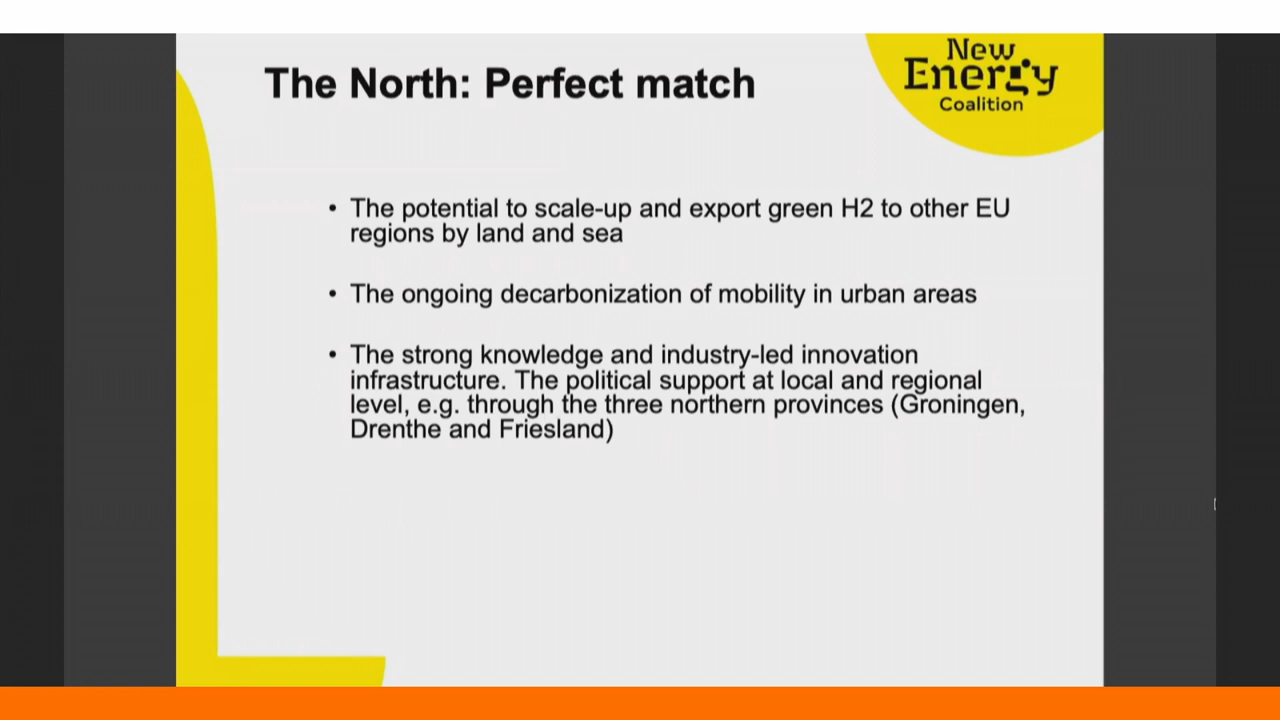 The North: Perfect match
New
Energy
Coalition
• The potential to scale-up and export green H2 to other EU
regions by land and sea
• The ongoing decarbonization of mobility in urban areas
• The strong knowledge and industry-led innovation
infrastructure. The political support at local and regional
level, e.g. through the three northern provinces (Groningen,
Drenthe and Friesland)